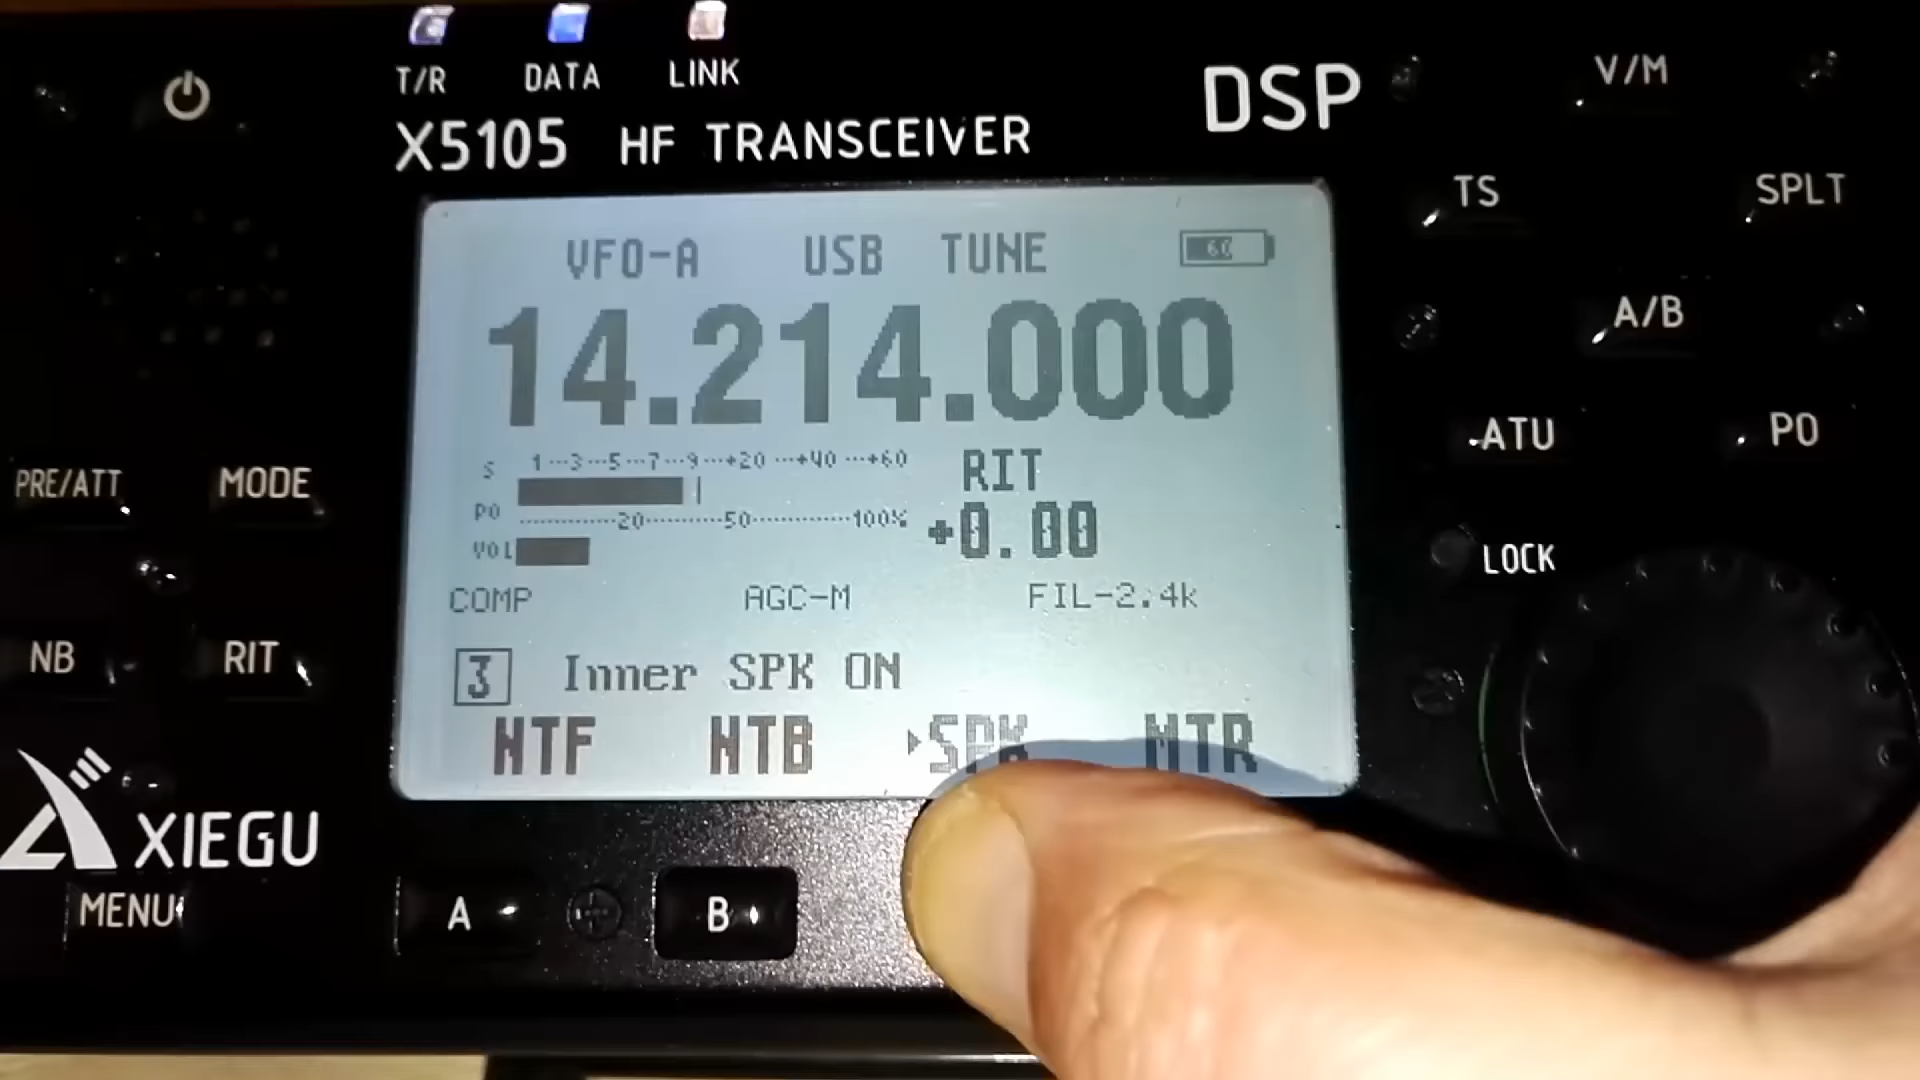 T/R DATA LINK
X5105 HF TRANSCEIVER
DSP
V/M
TS SPLT
A/B
ATU PO
LOCK
PRE/ATT MODE
NB RIT
VFO-A USB TUNE 60
14.214.000
S 1 3 5 7 9 +20 +40 +60
PO 20 50 100%
VOL
RIT
+0.00
COMP AGC-M FIL-2.4k
3 Inner SPK ON
NTF NTB SPK MTR
XIEGU
MENU A B